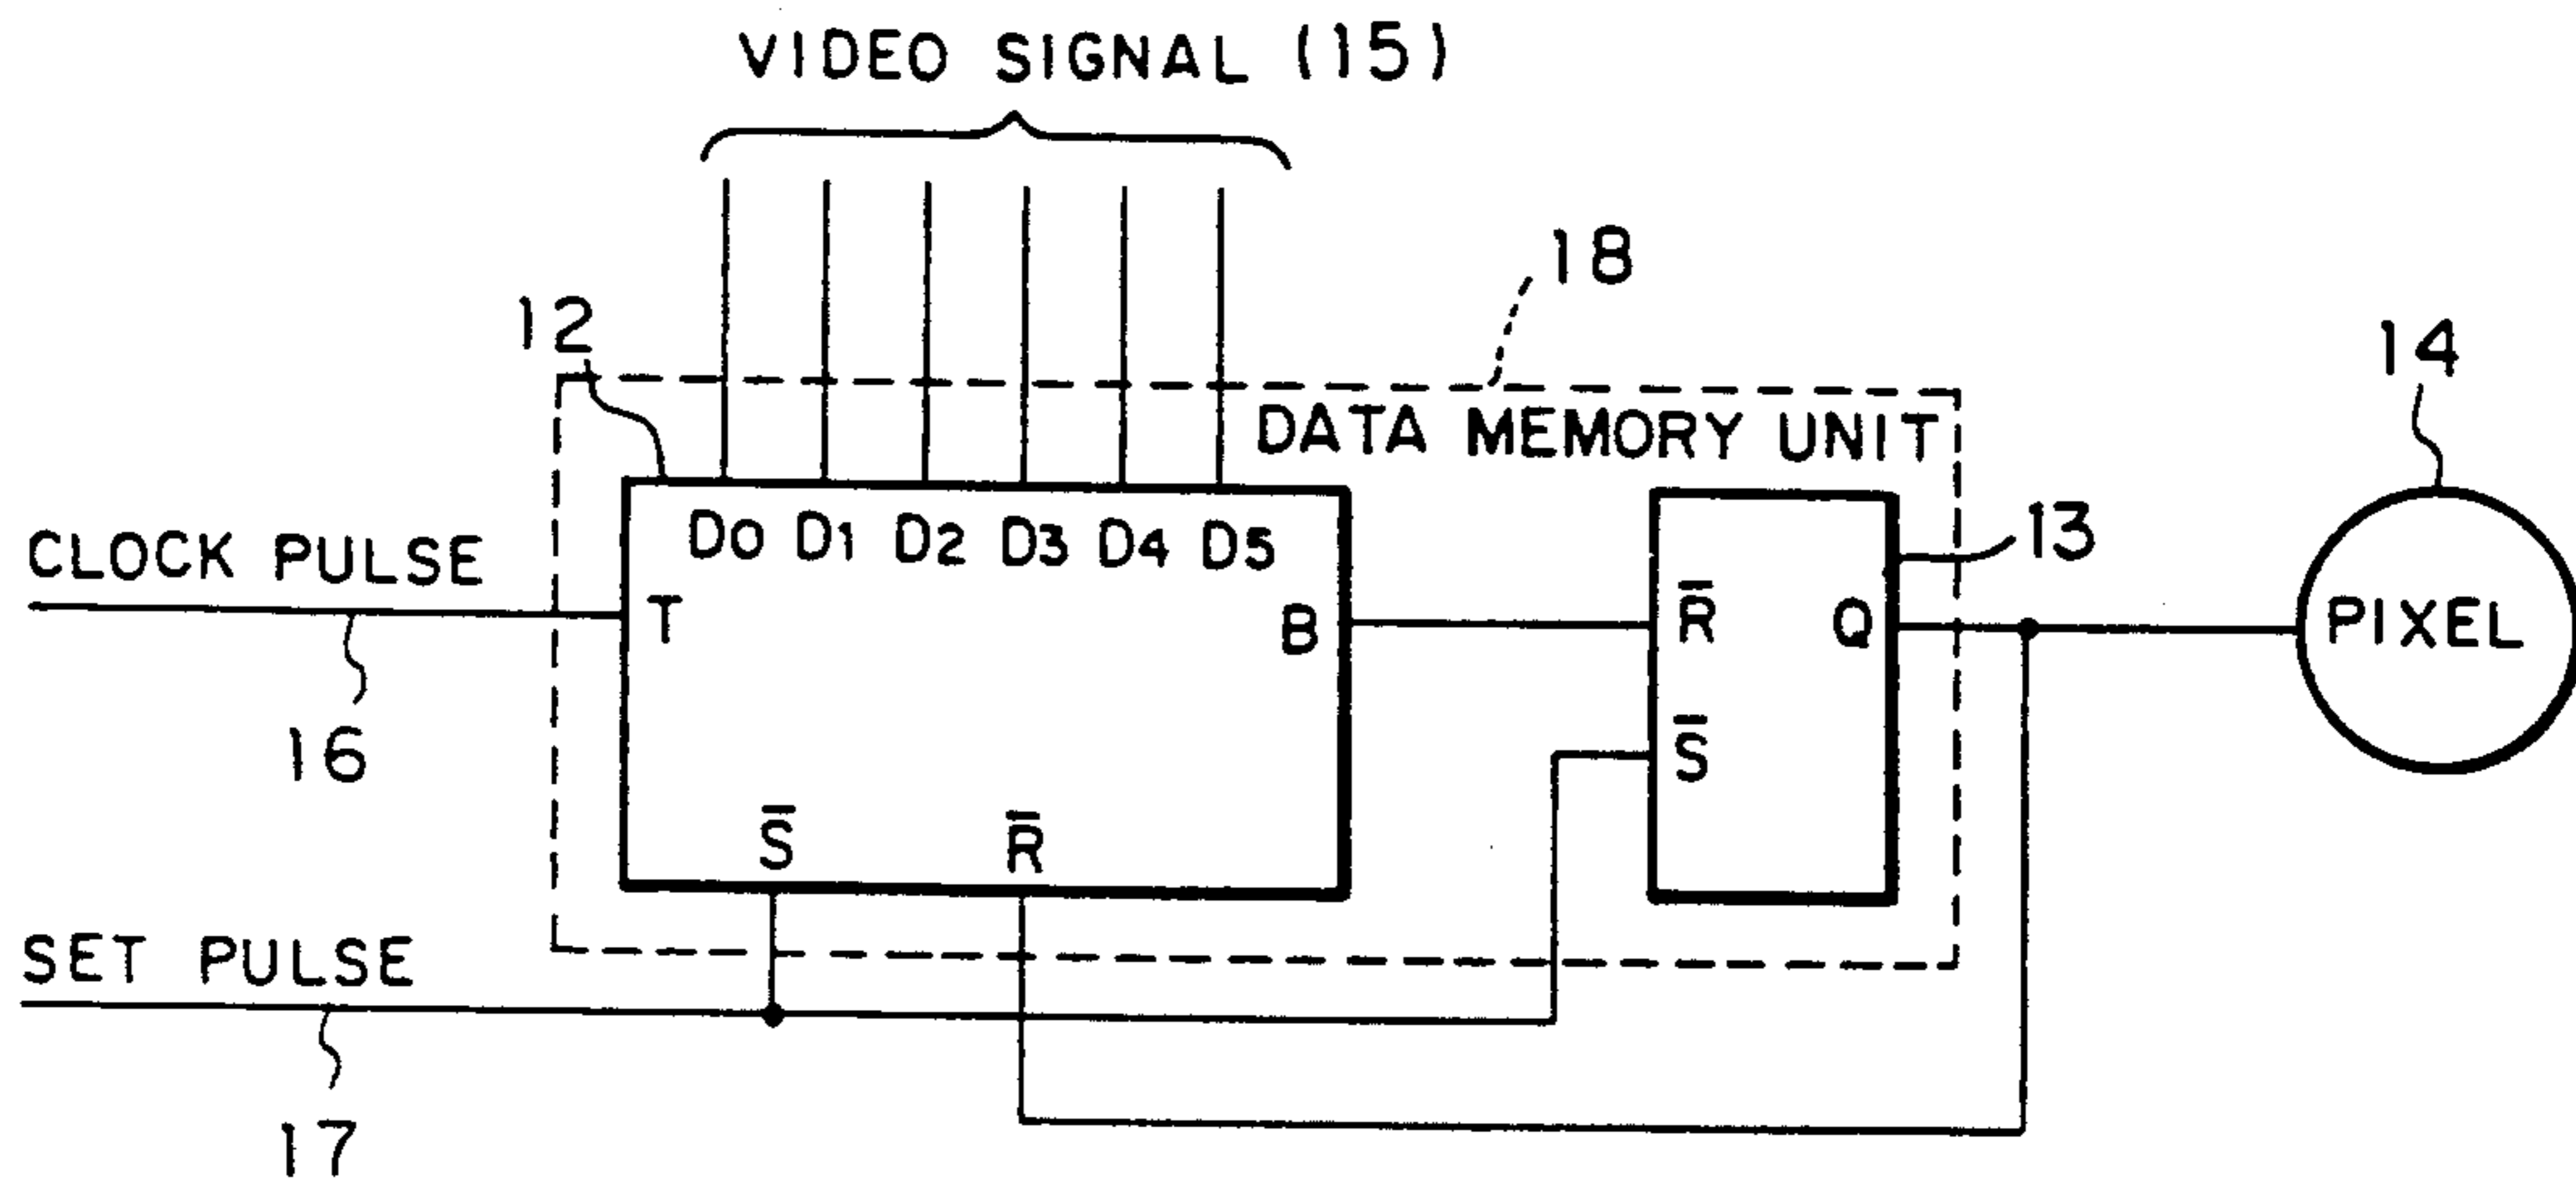 VIDEO SIGNAL (15)
18
12
14
DATA MEMORY UNIT
CLOCK PULSE
D0 D1 D2 D3 D4 D5
13
T
B
R̅
Q
PIXEL
16
S̅
S̅
R̅
SET PULSE
17